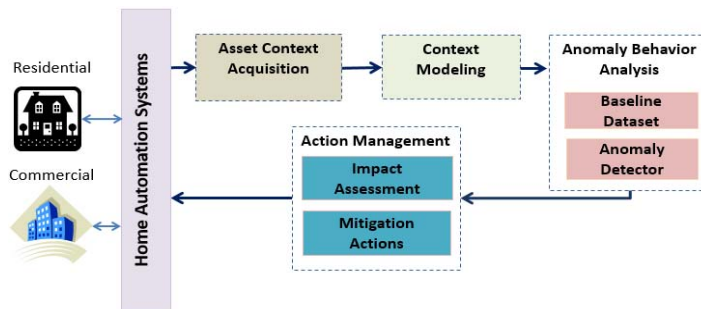 Residential
Commercial
Home Automation Systems
Asset Context
Acquisition
Context
Modeling
Anomaly Behavior
Analysis
Baseline
Dataset
Anomaly
Detector
Action Management
Impact
Assessment
Mitigation
Actions